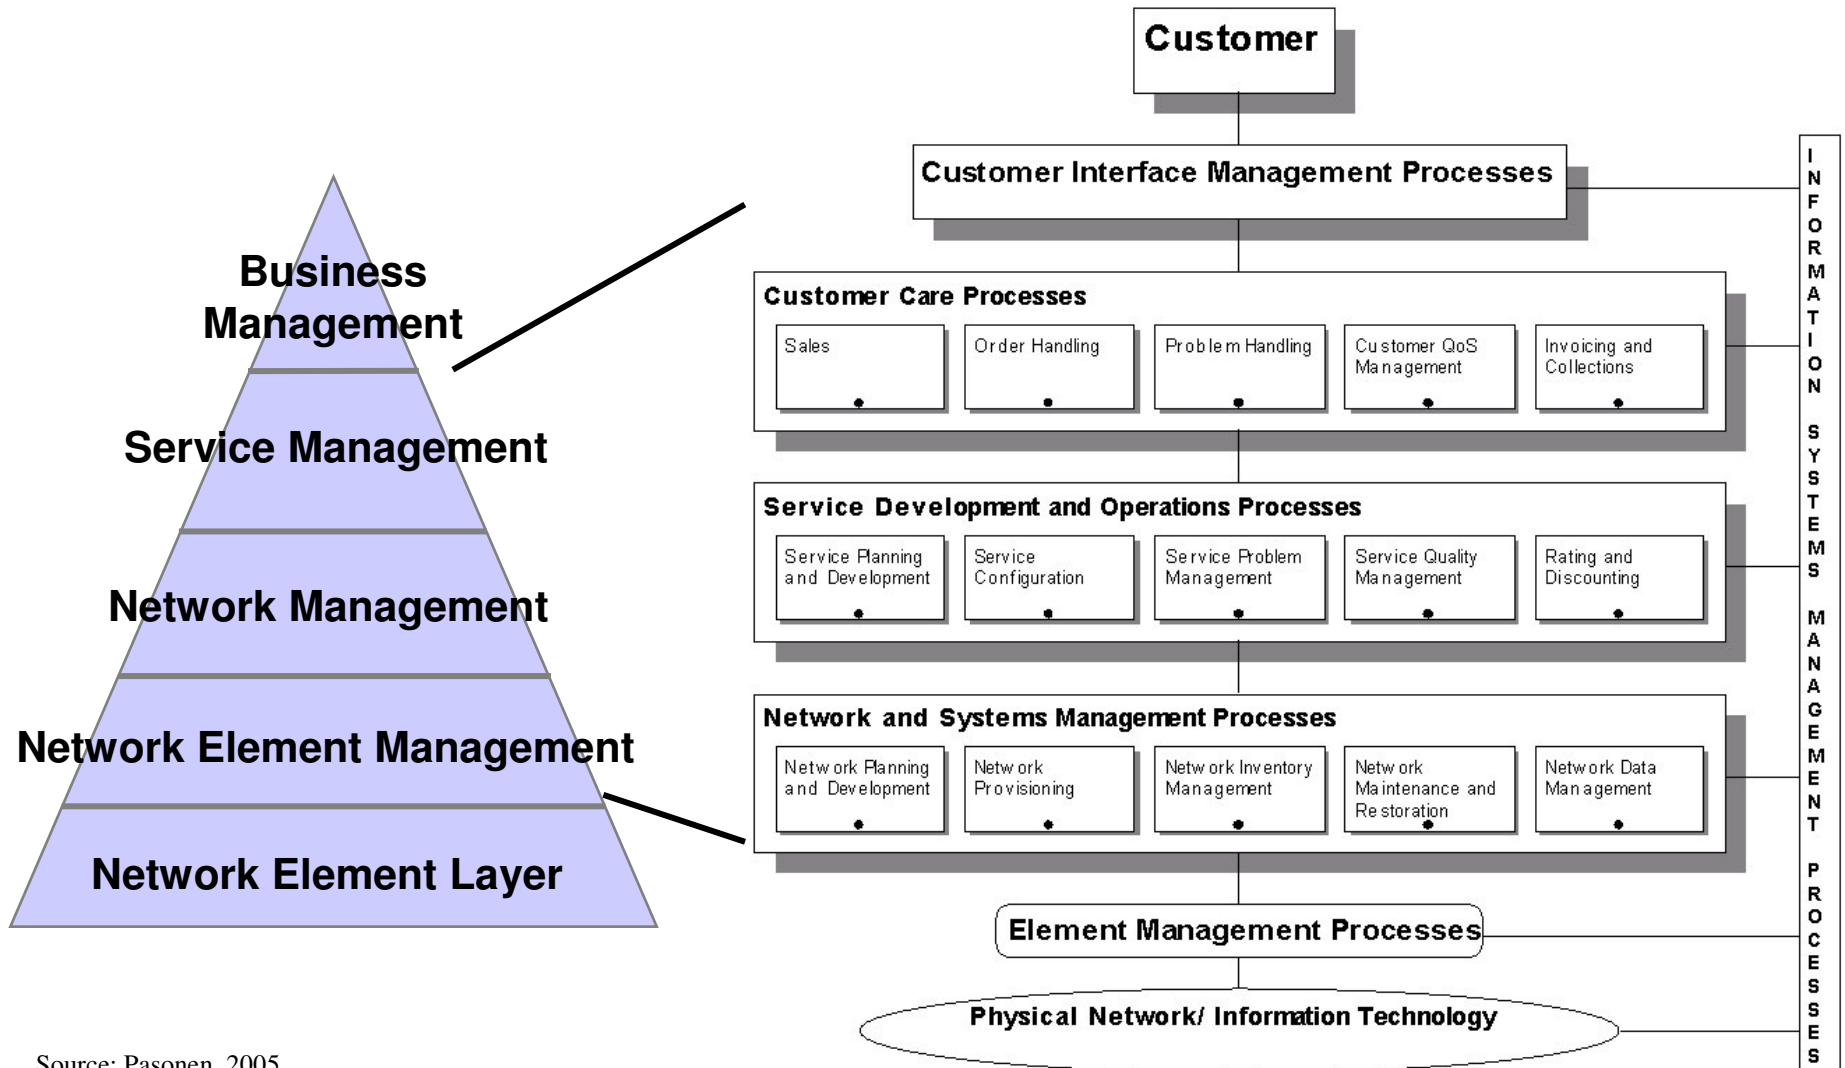 Business
Management
Service Management
Network Management
Network Element Management
Network Element Layer
Source: Pasonen, 2005
Customer
Customer Interface Management Processes
Customer Care Processes
Sales
Order Handling
Problem Handling
Customer QoS
Management
Invoicing and
Collections
Service Development and Operations Processes
Service Planning
and Development
Service
Configuration
Service Problem
Management
Service Quality
Management
Rating and
Discounting
Network and Systems Management Processes
Network Planning
and Development
Network
Provisioning
Network Inventory
Management
Network
Maintenance and
Restoration
Network Data
Management
Element Management Processes
Physical Network/ Information Technology
INFORMATION SYSTEMS MANAGEMENT PROCESSES